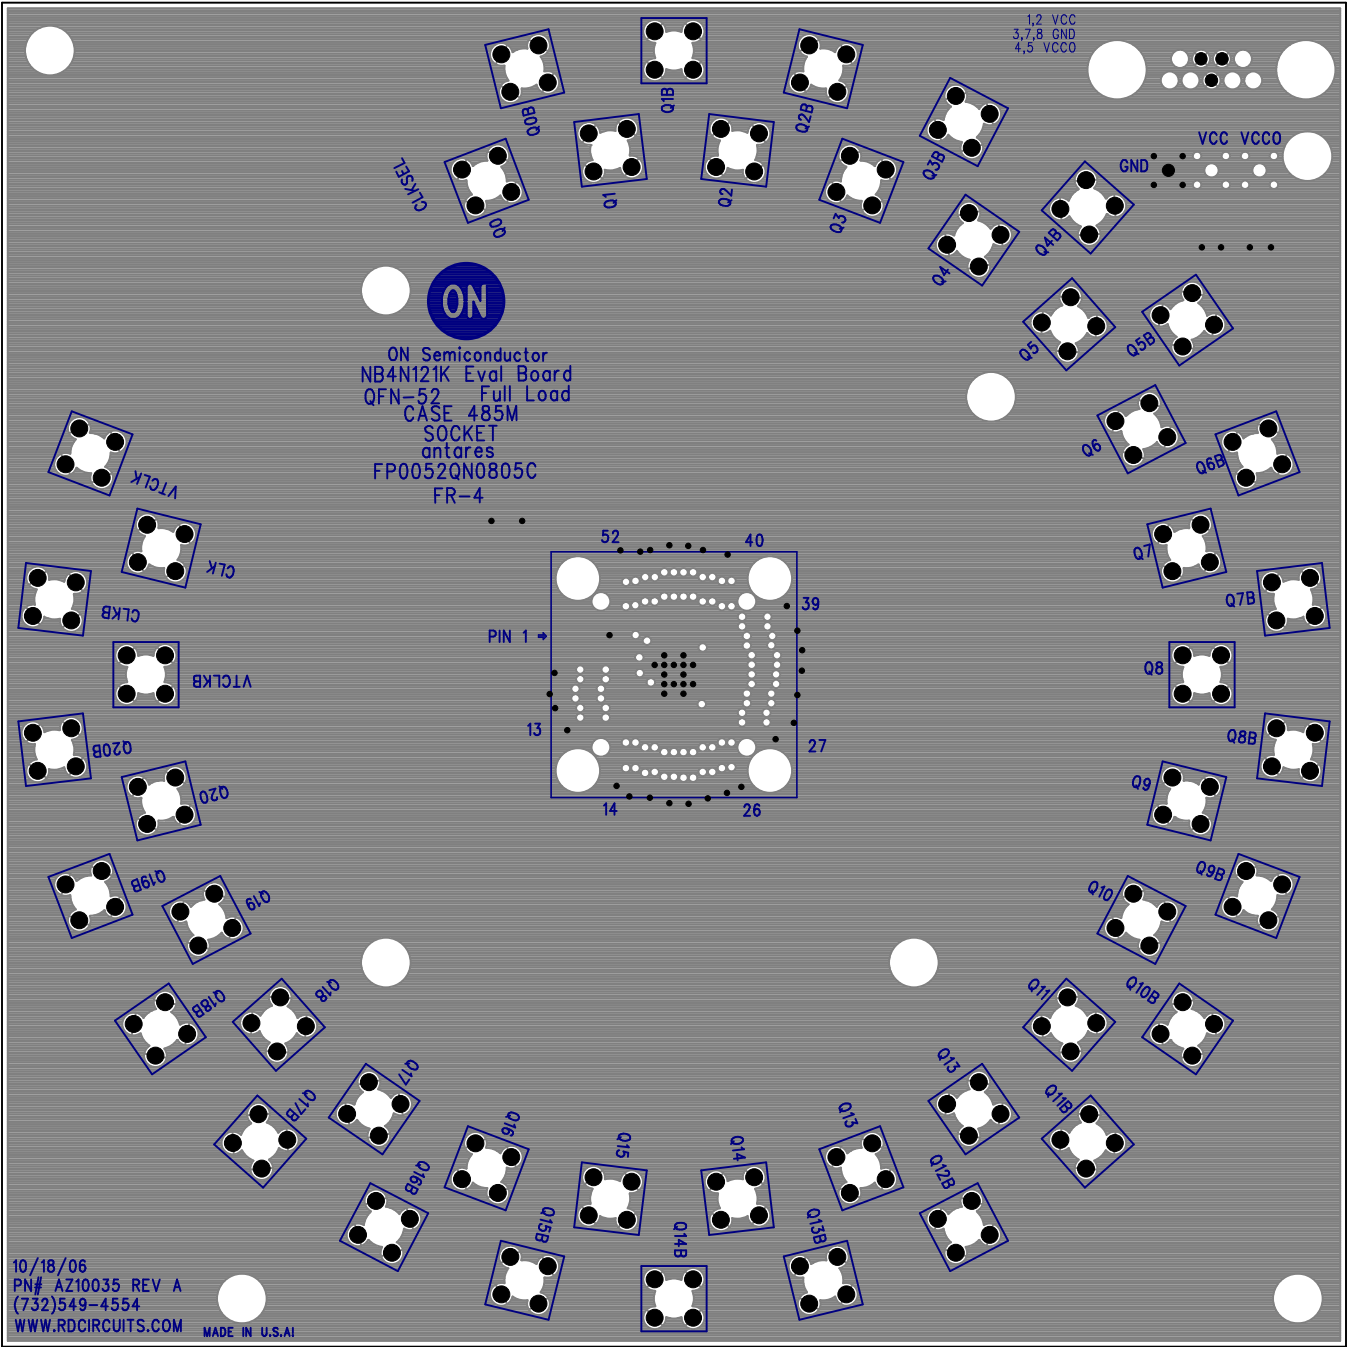 1,2 VCC
3,7,8 GND
4,5 VCCO
VCC VCCO
GND
Q0B
Q1B
Q2B
Q3B
CLKSEL
Q0
Q1
Q2
Q3
Q4
Q4B
Q5
Q5B
Q6
Q6B
Q7
Q7B
Q8
Q8B
Q9
Q9B
Q10
Q10B
Q11
Q11B
Q13
Q12B
Q13
Q13B
Q14
Q14B
Q15
Q15B
Q16
Q16B
Q17
Q17B
Q18
Q18B
Q19
Q19B
Q20
Q20B
VTCLKB
CLKB
CLK
VTCLK
ON
ON Semiconductor
NB4N121K Eval Board
QFN-52 Full Load
CASE 485M
SOCKET
antares
FP0052QN0805C
FR-4
52
40
39
PIN 1
13
27
14
26
10/18/06
PN# AZ10035 REV A
(732)549-4554
WWW.RDCIRCUITS.COM
MADE IN U.S.A!